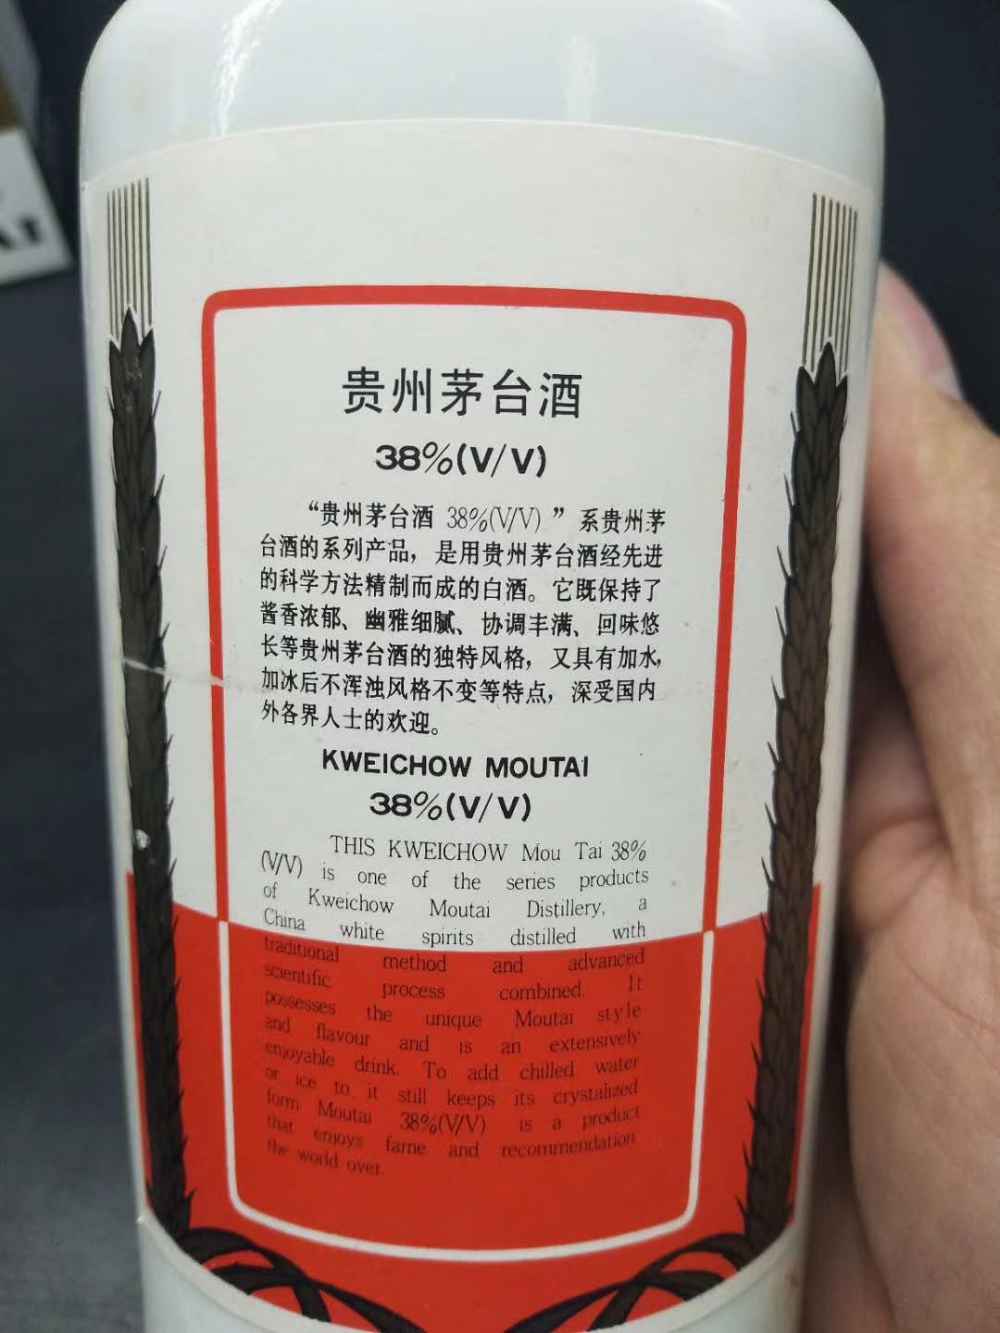 贵州茅台酒
38%(V/V)
“贵州茅台酒 38%(V/V)”系贵州茅
台酒的系列产品，是用贵州茅台酒经先进
的科学方法精制而成的白酒。它既保持了
酱香浓郁、幽雅细腻、协调丰满、回味悠
长等贵州茅台酒的独特风格，又具有加水，
加冰后不浑浊风格不变等特点，深受国内
外各界人士的欢迎。
KWEICHOW MOUTAI
38%(V/V)
THIS KWEICHOW Mou Tai 38%
(V/V) is one of the series products
of Kweichow Moutai Distillery, a
China white spirits distilled with
traditional method and advanced
scientific process combined. It
possesses the unique Moutai style
and flavour and is an extensively
enjoyable drink. To add chilled water
or ice to it still keeps its crystalized
form Moutai 38%(V/V) is a product
that enjoys fame and recommendation
the world over.